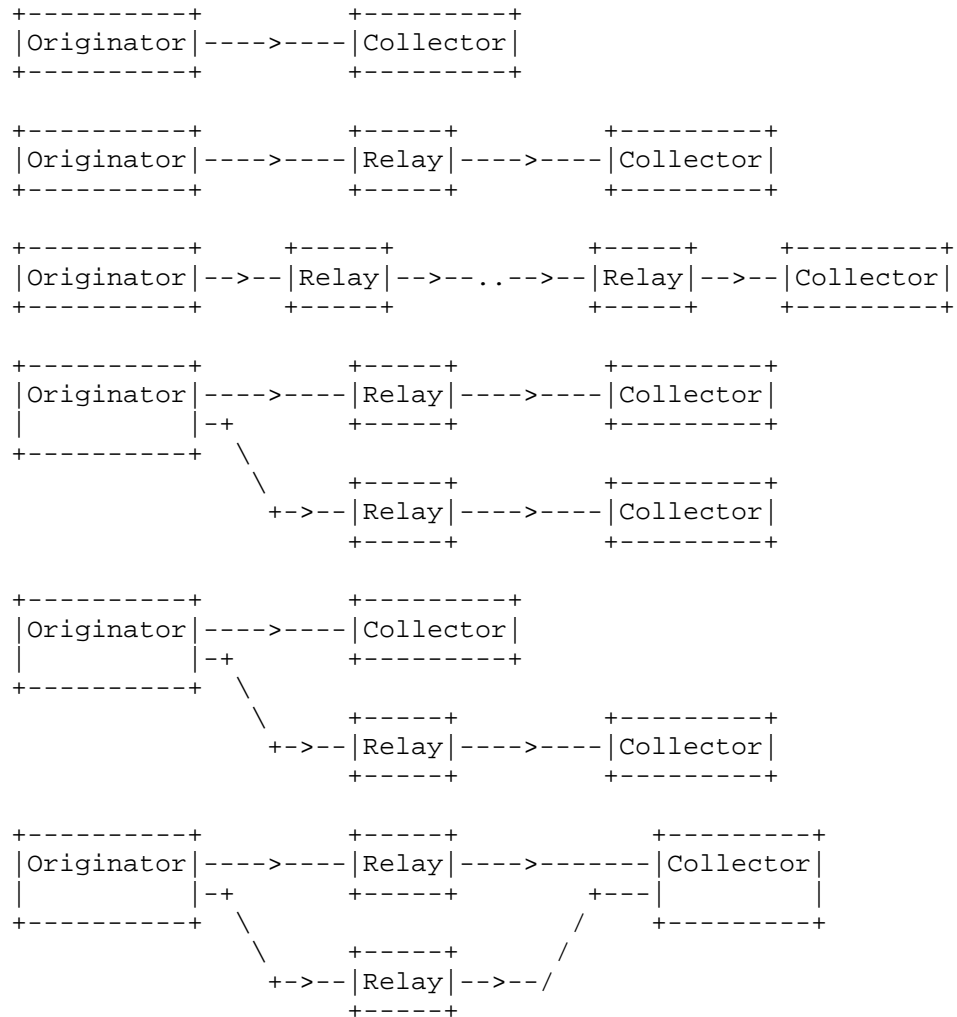 +----------+         +---------+
|Originator|---->----|Collector|
+----------+         +---------+

+----------+         +-----+         +---------+
|Originator|---->----|Relay|---->----|Collector|
+----------+         +-----+         +---------+

+----------+     +-----+            +-----+     +---------+
|Originator|-->--|Relay|-->--..-->--|Relay|-->--|Collector|
+----------+     +-----+            +-----+     +---------+

+----------+         +-----+         +---------+
|Originator|---->----|Relay|---->----|Collector|
|          |-+       +-----+         +---------+
+----------+  \
               \     +-----+         +---------+
                +->--|Relay|---->----|Collector|
                     +-----+         +---------+

+----------+         +---------+
|Originator|---->----|Collector|
|          |-+       +---------+
+----------+  \
               \     +-----+         +---------+
                +->--|Relay|---->----|Collector|
                     +-----+         +---------+

+----------+         +-----+            +---------+
|Originator|---->----|Relay|---->-------|Collector|
|          |-+       +-----+        +---|         |
+----------+  \                    /    +---------+
               \     +-----+      /
                +->--|Relay|-->--/
                     +-----+